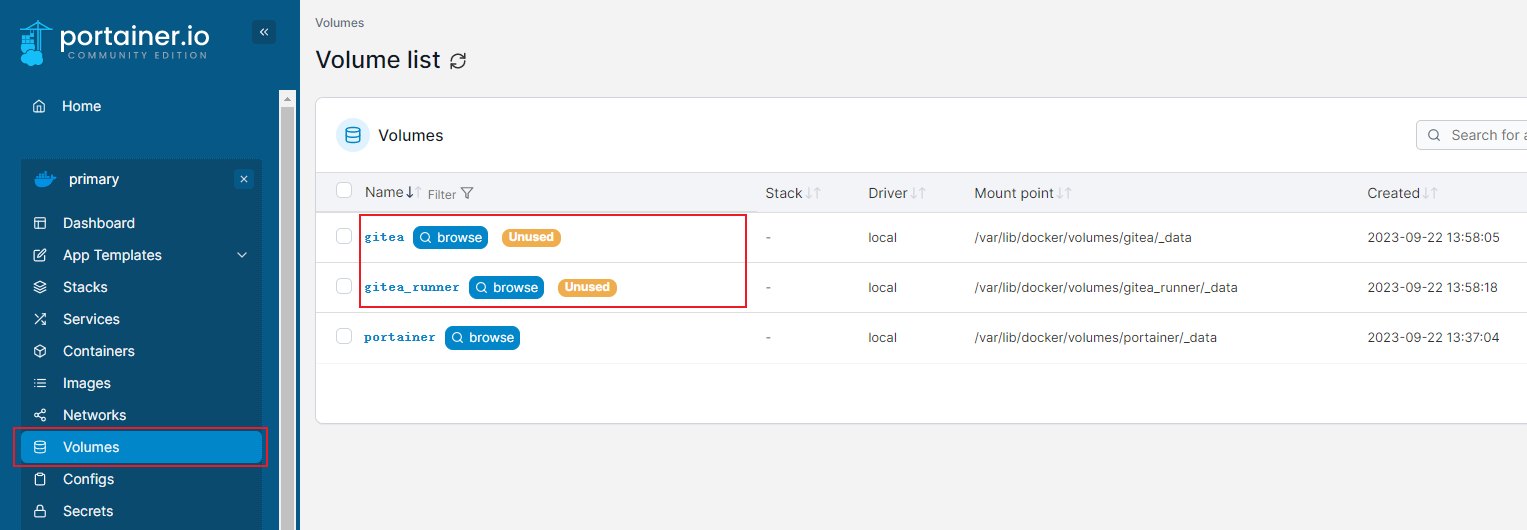 portainer.io
COMMUNITY EDITION
«
Home
primary
×
Dashboard
App Templates
Stacks
Services
Containers
Images
Networks
Volumes
Configs
Secrets
Volumes
Volume list
Volumes
Search for a
Name Filter Stack Driver Mount point Created
gitea browse Unused - local /var/lib/docker/volumes/gitea/_data 2023-09-22 13:58:05
gitea_runner browse Unused - local /var/lib/docker/volumes/gitea_runner/_data 2023-09-22 13:58:18
portainer browse - local /var/lib/docker/volumes/portainer/_data 2023-09-22 13:37:04